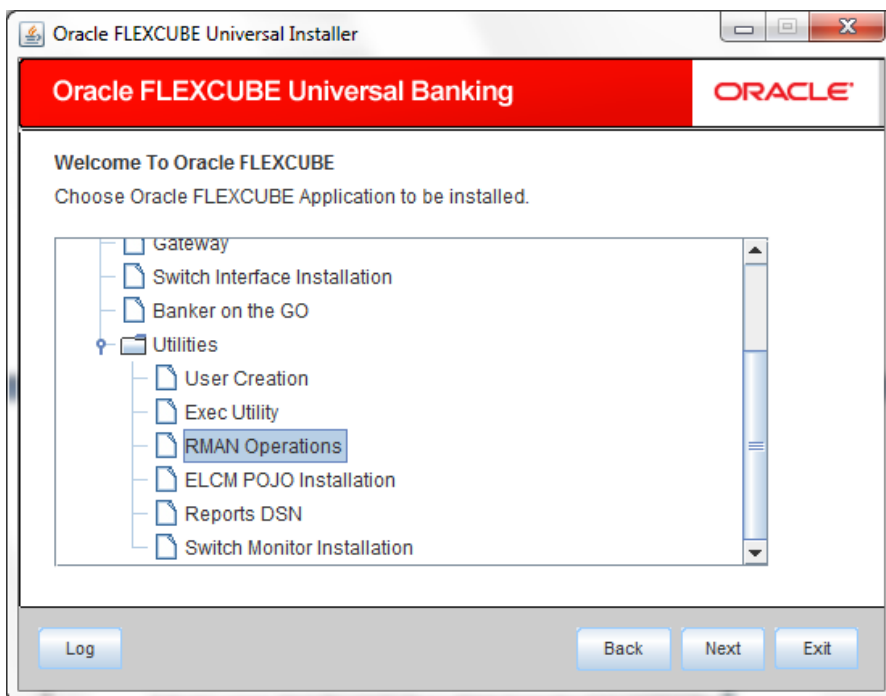 Oracle FLEXCUBE Universal Installer
Oracle FLEXCUBE Universal Banking
ORACLE
Welcome To Oracle FLEXCUBE
Choose Oracle FLEXCUBE Application to be installed.
Gateway
Switch Interface Installation
Banker on the GO
Utilities
User Creation
Exec Utility
RMAN Operations
ELCM POJO Installation
Reports DSN
Switch Monitor Installation
Log Back Next Exit